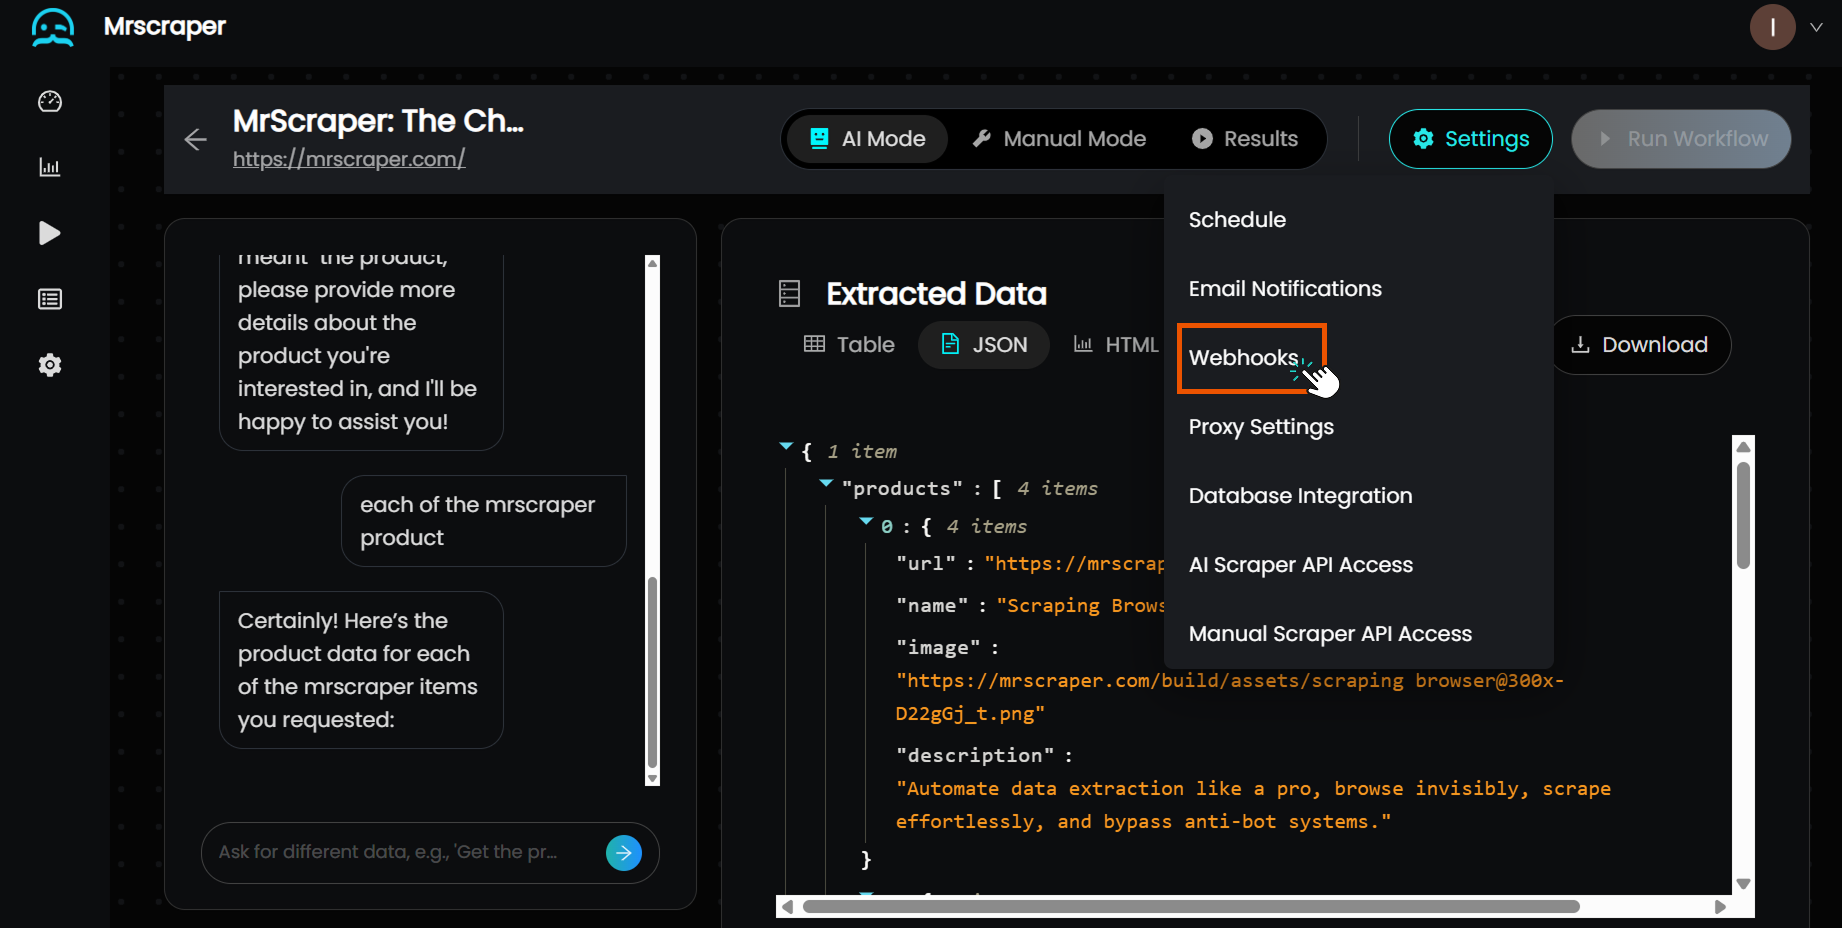 Mrscraper
I
MrScraper: The Ch...
https://mrscraper.com/
AI Mode
Manual Mode
Results
Settings
Run Workflow
Schedule
Email Notifications
Webhooks
Proxy Settings
Database Integration
AI Scraper API Access
Manual Scraper API Access
meant "the product,"
please provide more
details about the
product you're
interested in, and I'll be
happy to assist you!
each of the mrscraper
product
Certainly! Here's the
product data for each
of the mrscraper items
you requested:
Ask for different data, e.g., 'Get the pr...
Extracted Data
Table
JSON
HTML
Download
{ 1 item
"products" : [ 4 items
0 : { 4 items
"url" : "https://mrscrap
"name" : "Scraping Brows
"image" :
"https://mrscraper.com/build/assets/scraping browser@300x-
D22gGj_t.png"
"description" :
"Automate data extraction like a pro, browse invisibly, scrape
effortlessly, and bypass anti-bot systems."
}